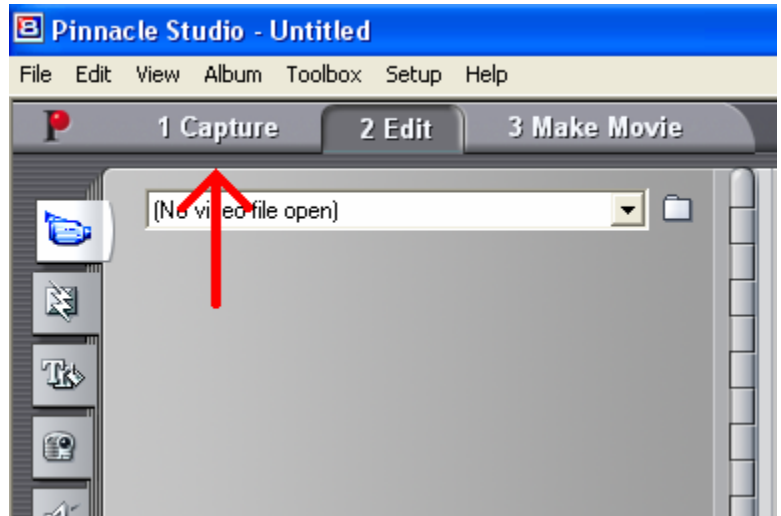 Pinnacle Studio - Untitled
File Edit View Album Toolbox Setup Help
1 Capture 2 Edit 3 Make Movie
(No video file open)